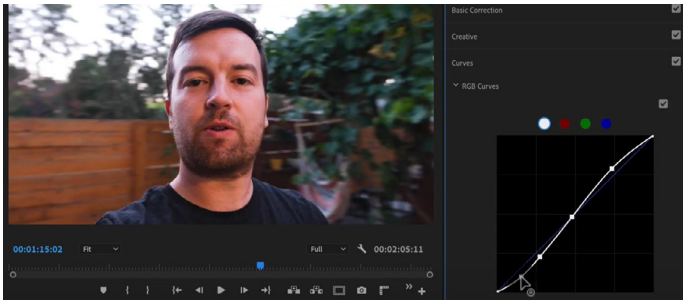 Basic Correction
Creative
Curves
RGB Curves
00:01:15:02 Fit Full 00:02:05:11